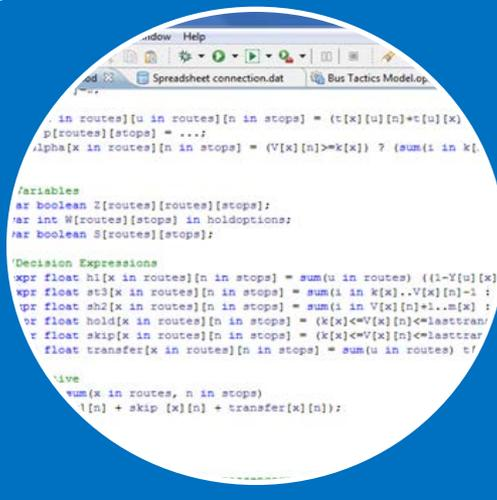 Help
Spreadsheet connection.dat Bus Tactics Model.op
in routes][u in routes][n in stops] = (t[x][u][n]+t[u][x]
p[routes][stops] = ...;
lpha[x in routes][n in stops] = (V[x][n]>=k[x]) ? (sum(i in k[
Variables
ar boolean Z[routes][routes][stops];
ar int W[routes][stops] in holdoptions;
ar boolean S[routes][stops];
Decision Expressions
expr float h1[x in routes][n in stops] = sum(u in routes) ((1-Y[u][x]
expr float st3[x in routes][n in stops] = sum(i in k[x]..V[x][n]-1 :
xpr float sh2[x in routes][n in stops] = sum(i in V[x][n]+1..m[x] :
pr float hold[x in routes][n in stops] = (k[x]<=V[x][n]<=lasttran
r float skip[x in routes][n in stops] = (k[x]<=V[x][n]<=lasttran
float transfer[x in routes][n in stops] = sum(u in routes) t
ive
sum(x in routes, n in stops)
[n] + skip [x][n] + transfer[x][n]);